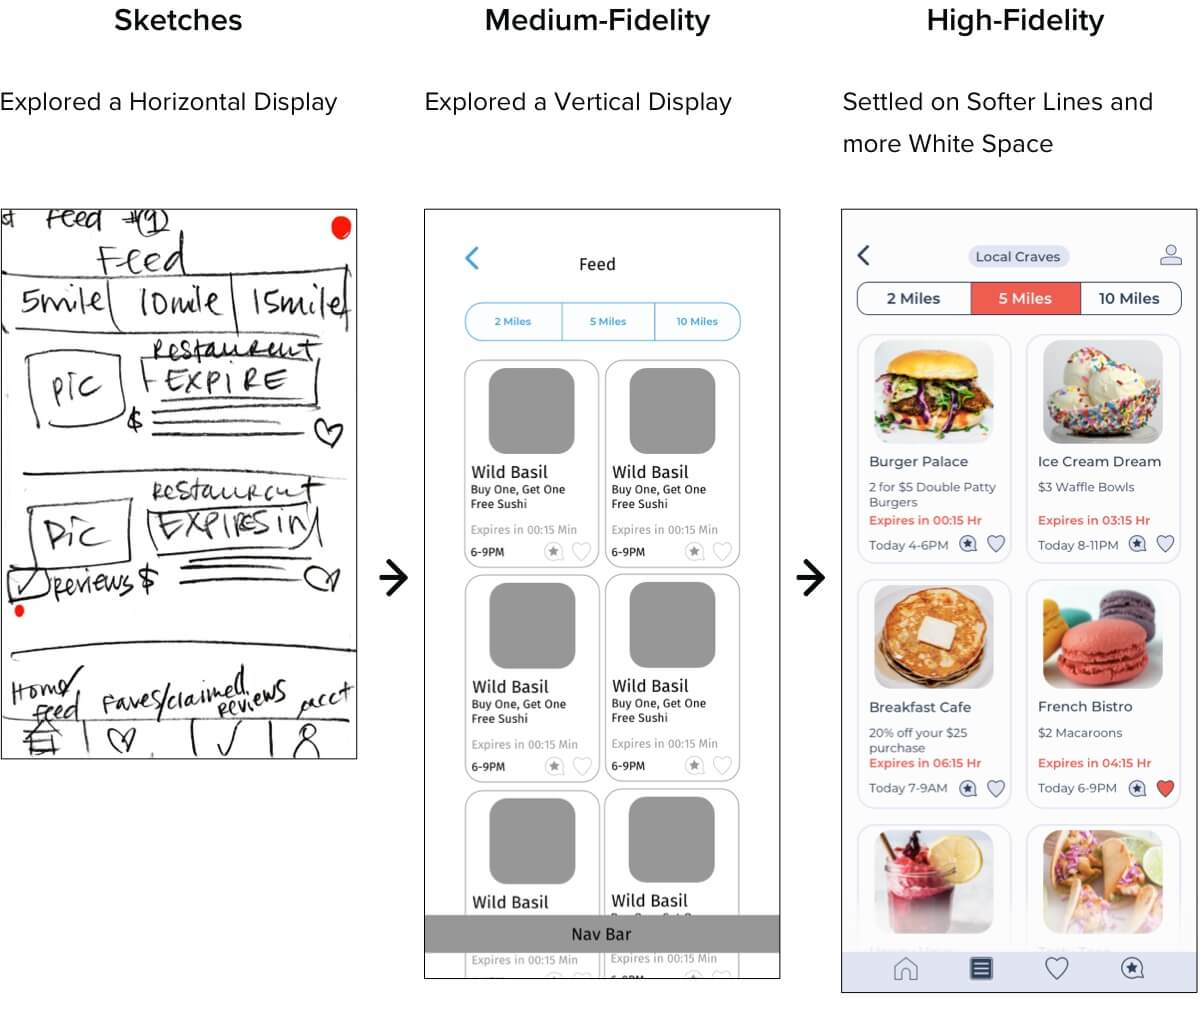 Sketches
Explored a Horizontal Display
st Feed #(1)
Feed
5mile 10mile 15mile
Restaurent
Pic
EXPIRE
$
Restaurent
Pic
EXPIRES IN
Reviews $
Home/ Feed
Faves/claimed
Reviews
Acct
Medium-Fidelity
Explored a Vertical Display
Feed
2 Miles 5 Miles 10 Miles
Wild Basil
Buy One, Get One
Free Sushi
Expires in 00:15 Min
6-9PM
Wild Basil
Buy One, Get One
Free Sushi
Expires in 00:15 Min
6-9PM
Wild Basil
Buy One, Get One
Free Sushi
Expires in 00:15 Min
6-9PM
Wild Basil
Buy One, Get One
Free Sushi
Expires in 00:15 Min
6-9PM
Wild Basil
Wild Basil
Nav Bar
Expires in 00:15 Min
Expires in 00:15 Min
High-Fidelity
Settled on Softer Lines and
more White Space
Local Craves
2 Miles 5 Miles 10 Miles
Burger Palace
2 for $5 Double Patty
Burgers
Expires in 00:15 Hr
Today 4-6PM
Ice Cream Dream
$3 Waffle Bowls
Expires in 03:15 Hr
Today 8-11PM
Breakfast Cafe
20% off your $25
purchase
Expires in 06:15 Hr
Today 7-9AM
French Bistro
$2 Macaroons
Expires in 04:15 Hr
Today 6-9PM